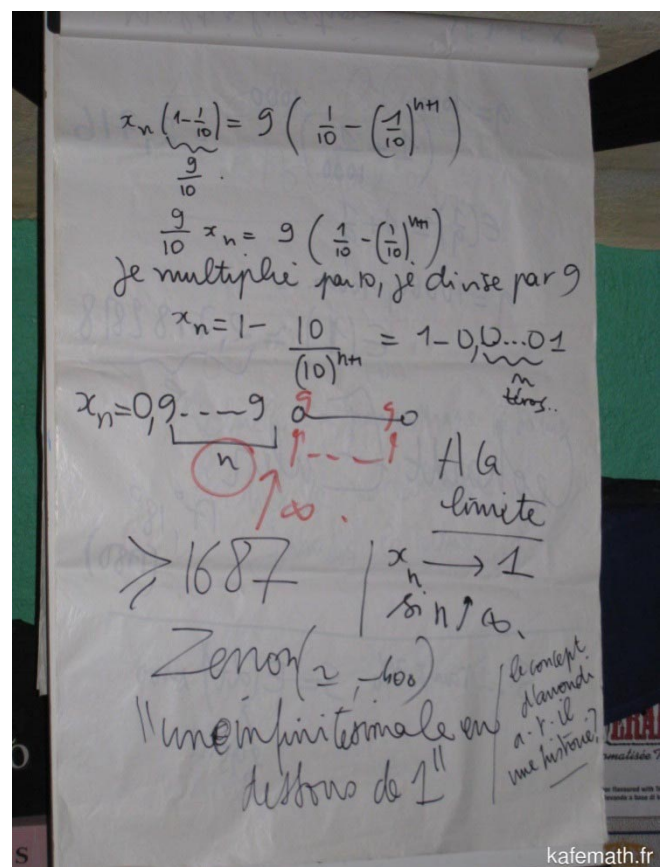 xₙ(1-1/10) = 9(1/10 - (1/10)ⁿ⁺¹)
9/10.
9/10 xₙ = 9(1/10 - (1/10)ⁿ⁺¹)
Je multiplie par 10, je divise par 9
xₙ = 1 - 10/(10)ⁿ⁺¹ = 1 - 0,0...01
n
zéros..
xₙ = 0,9----9 9 9
n
∞.
A la
limite
⩾1687
xₙ → 1
si n ↑ ∞.
Zenon (≃, -400)
"une infinitésimale en
dessous de 1"
le concept
d'arrondi
a-t-il
une histoire?
kafemath.fr